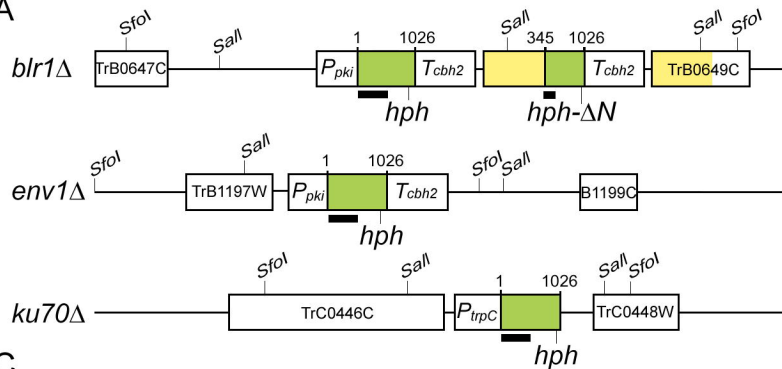 A
SfoI SalI SalI SalI SfoI
1 1026 345 1026
blr1Δ TrB0647C Ppki Tcbh2 Tcbh2 TrB0649C
hph hph-ΔN
SfoI SalI SfoI SalI
1 1026
env1Δ TrB1197W Ppki Tcbh2 B1199C
hph
SfoI SalI SalI SfoI
1 1026
ku70Δ TrC0446C PtrpC TrC0448W
hph
C